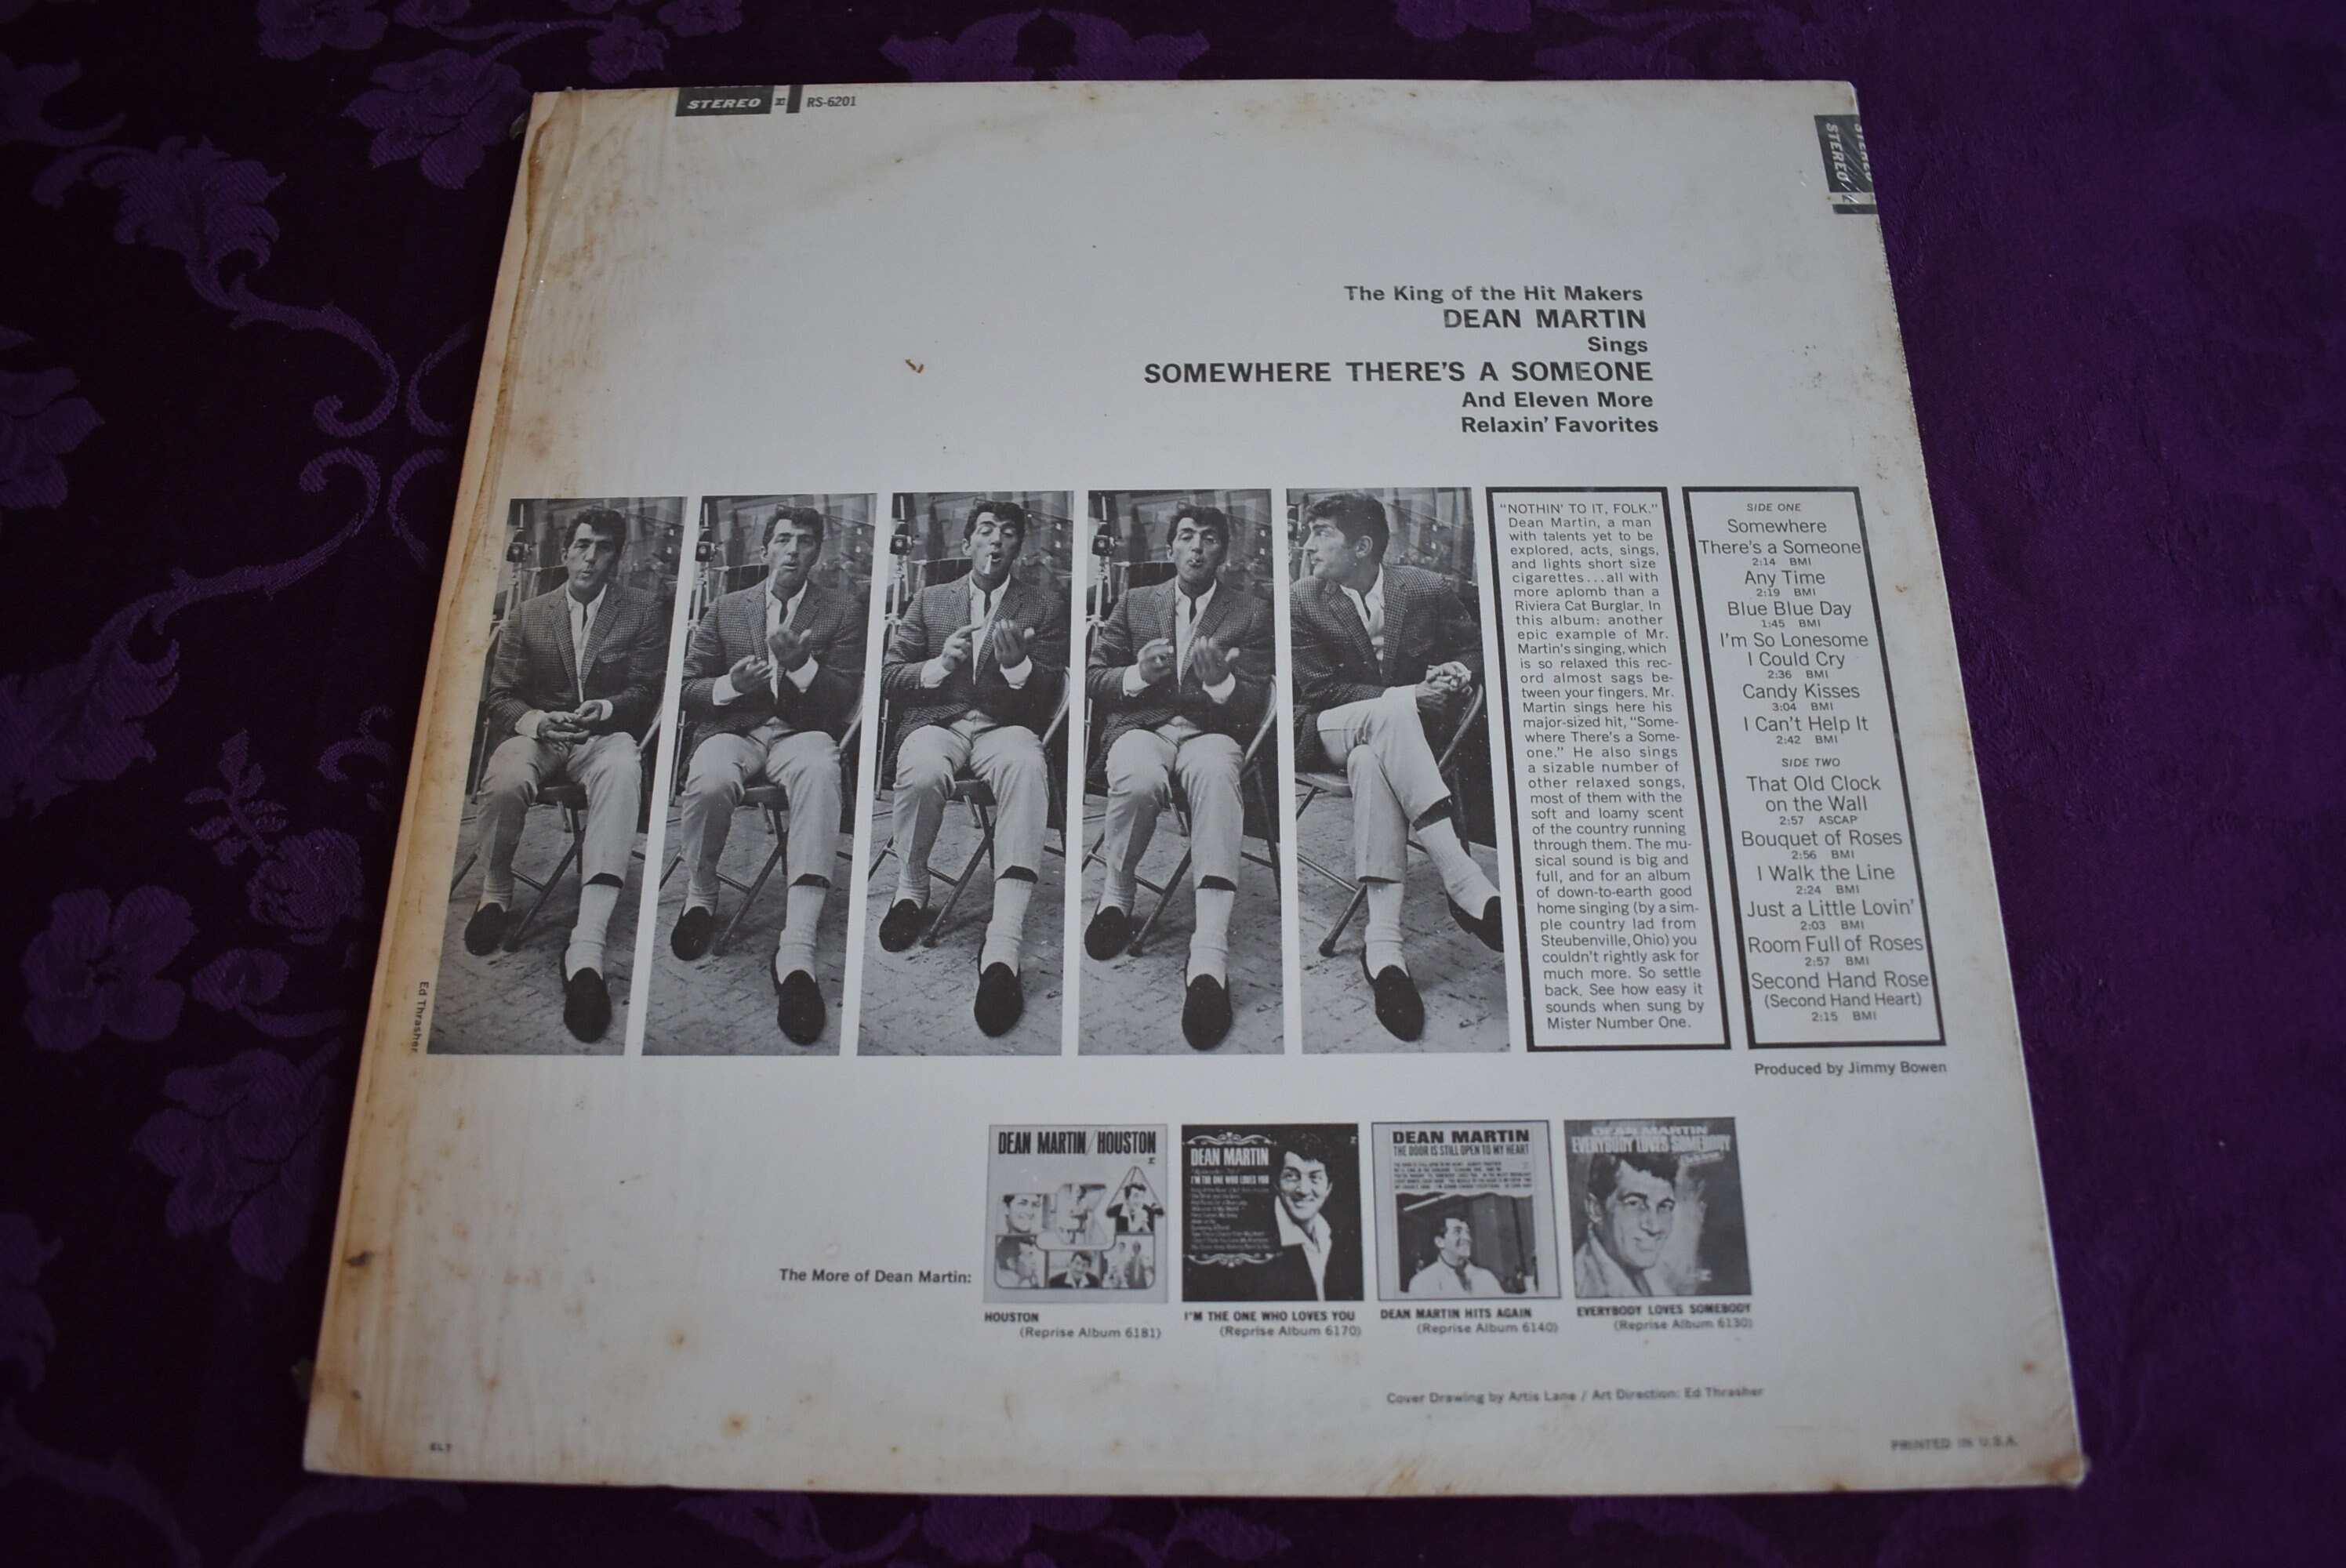 STEREO RS-6201
STEREO
STEREO
The King of the Hit Makers
DEAN MARTIN
Sings
SOMEWHERE THERE'S A SOMEONE
And Eleven More
Relaxin' Favorites
"NOTHIN' TO IT, FOLK."
Dean Martin, a man
with talents yet to be
explored, acts, sings,
and lights short size
cigarettes...all with
more aplomb than a
Riviera Cat Burglar. In
this album: another
epic example of Mr.
Martin's singing, which
is so relaxed this rec-
ord almost sags be-
tween your fingers. Mr.
Martin sings here his
major-sized hit, "Some-
where There's a Some-
one." He also sings
a sizable number of
other relaxed songs,
most of them with the
soft and loamy scent
of the country running
through them. The mu-
sical sound is big and
full, and for an album
of down-to-earth good
home singing (by a sim-
ple country lad from
Steubenville, Ohio) you
couldn't rightly ask for
much more. So settle
back. See how easy it
sounds when sung by
Mister Number One.
SIDE ONE
Somewhere
There's a Someone
2:14 BMI
Any Time
2:19 BMI
Blue Blue Day
1:45 BMI
I'm So Lonesome
I Could Cry
2:36 BMI
Candy Kisses
3:04 BMI
I Can't Help It
2:42 BMI
SIDE TWO
That Old Clock
on the Wall
2:57 ASCAP
Bouquet of Roses
2:56 BMI
I Walk the Line
2:24 BMI
Just a Little Lovin'
2:03 BMI
Room Full of Roses
2:57 BMI
Second Hand Rose
(Second Hand Heart)
2:15 BMI
Ed Thrasher
Produced by Jimmy Bowen
The More of Dean Martin:
DEAN MARTIN/HOUSTON
HOUSTON
(Reprise Album 6181)
DEAN MARTIN
I'M THE ONE WHO LOVES YOU
I'M THE ONE WHO LOVES YOU
(Reprise Album 6170)
DEAN MARTIN
THE DOOR IS STILL OPEN TO MY HEART
DEAN MARTIN HITS AGAIN
(Reprise Album 6140)
DEAN MARTIN
EVERYBODY LOVES SOMEBODY
EVERYBODY LOVES SOMEBODY
(Reprise Album 6130)
Cover Drawing by Artis Lane / Art Direction: Ed Thrasher
PRINTED IN U.S.A.